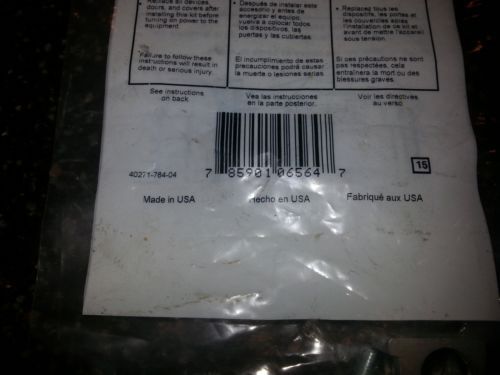 • Replace all devices,
doors, and covers after
installing this kit before
turning on power to the
equipment.
Failure to follow these
instructions will result in
death or serious injury.
See instructions
on back
• Después de instalar este
accesorio y antes de
energizar el equipo,
vuelva a colocar todos
los dispositivos, las
puertas y las cubiertas.
El incumplimiento de estas
precauciones podrá causar
la muerte o lesiones serias
Vea las instrucciones
en la parte posterior.
• Replacez tous les
dispositifs, les portes et
les couvercles après
l'installation de ce kit et
avant de mettre l'appareil
sous tension.
Si ces précautions ne sont
pas respectées, cela
entraînera la mort ou des
blessures graves.
Voir les directives
au verso
40271-764-04
7 85901 06564 7
15
Made in USA
Hecho en USA
Fabriqué aux USA